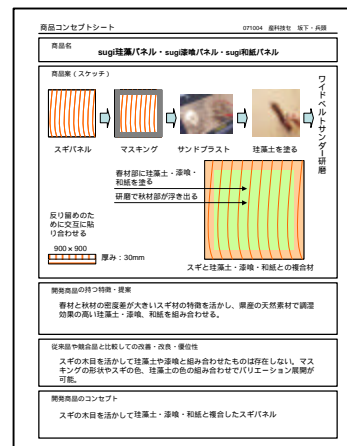 商品コンセプトシート
071004 産科技セ 坂下・兵頭
商品名
sugi珪藻パネル・sugi漆喰パネル・sugi和紙パネル
商品案(スケッチ)
スギパネル
マスキング
サンドブラスト
珪藻土を塗る
ワイドベルトサンダー研磨
春材部に珪藻土・漆喰・
和紙を塗る
研磨で秋材部が浮き出る
反り留めのた
めに交互に貼
り合わせる
900×900
厚み:30mm
スギと珪藻土・漆喰・和紙との複合材
開発商品の持つ特徴・提案
春材と秋材の密度差が大きいスギ材の特徴を活かし、県産の天然素材で調湿
効果の高い珪藻土・漆喰、和紙を組み合わせる。
従来品や競合品と比較しての改善・改良・優位性
スギの木目を活かして珪藻土や漆喰と組み合わせたものは存在しない。マス
キングの形状やスギの色、珪藻土の色の組み合わせでバリエーション展開が
可能。
開発商品のコンセプト
スギの木目を活かして珪藻土・漆喰・和紙と複合したスギパネル